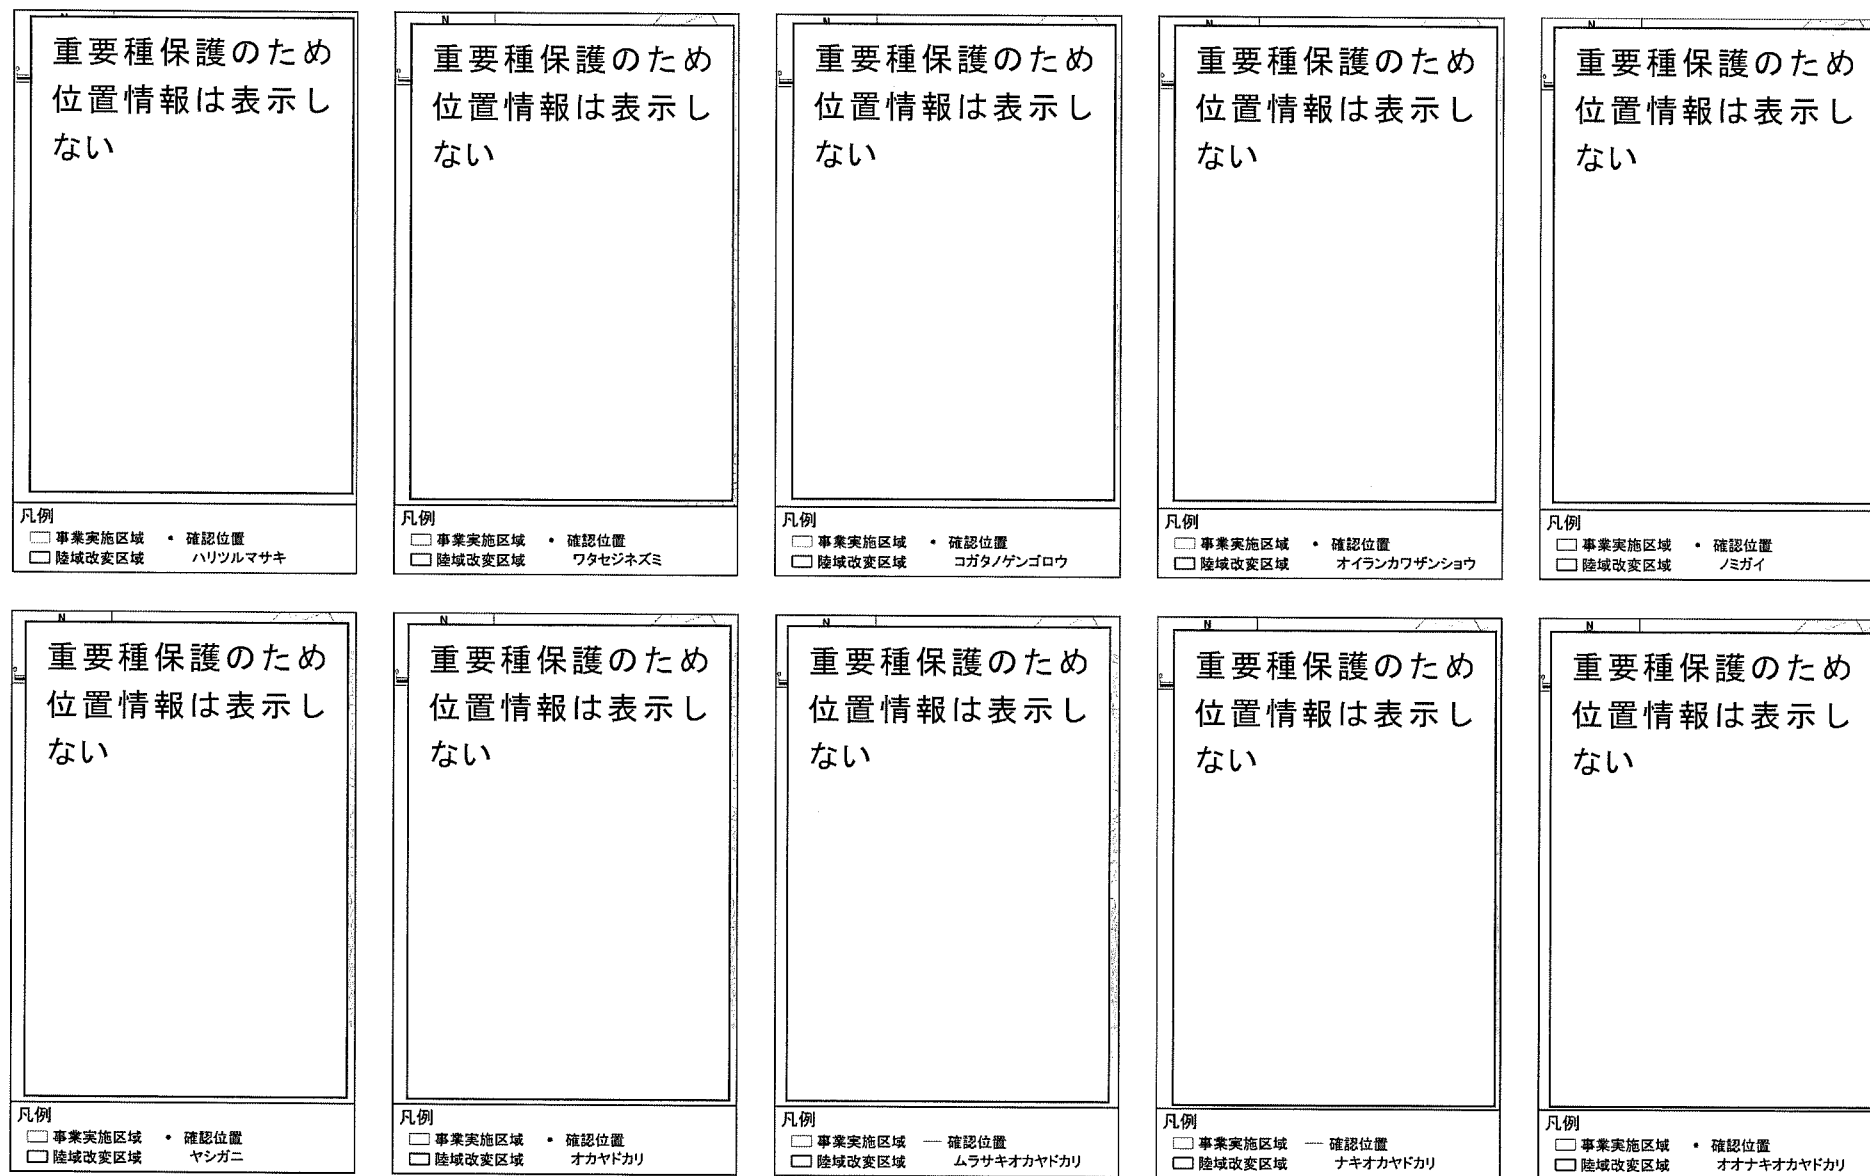 N
重要種保護のため
位置情報は表示し
ない
凡例
事業実施区域 • 確認位置
陸域改変区域 ハリツルマサキ
N
重要種保護のため
位置情報は表示し
ない
凡例
事業実施区域 • 確認位置
陸域改変区域 ワタセジネズミ
N
重要種保護のため
位置情報は表示し
ない
凡例
事業実施区域 • 確認位置
陸域改変区域 コガタノゲンゴロウ
N
重要種保護のため
位置情報は表示し
ない
凡例
事業実施区域 • 確認位置
陸域改変区域 オイランカワザンショウ
N
重要種保護のため
位置情報は表示し
ない
凡例
事業実施区域 • 確認位置
陸域改変区域 ノミガイ
N
重要種保護のため
位置情報は表示し
ない
凡例
事業実施区域 • 確認位置
陸域改変区域 ヤシガニ
N
重要種保護のため
位置情報は表示し
ない
凡例
事業実施区域 • 確認位置
陸域改変区域 オカヤドカリ
N
重要種保護のため
位置情報は表示し
ない
凡例
事業実施区域 — 確認位置
陸域改変区域 ムラサキオカヤドカリ
N
重要種保護のため
位置情報は表示し
ない
凡例
事業実施区域 — 確認位置
陸域改変区域 ナキオカヤドカリ
N
重要種保護のため
位置情報は表示し
ない
凡例
事業実施区域 • 確認位置
陸域改変区域 オオナキオカヤドカリ